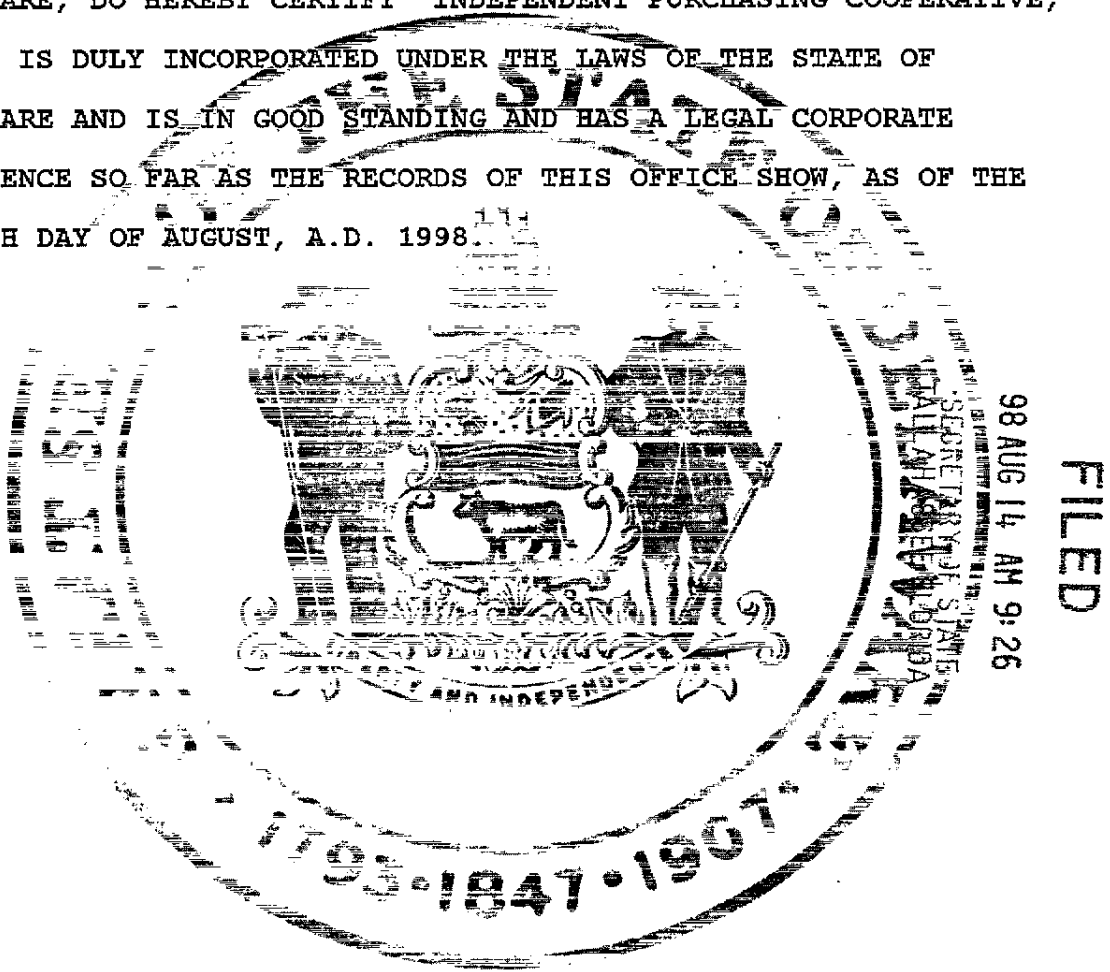 ARE, DO HEREBY CERTIFY "INDEPENDENT PURCHASING COOPERATIVE,
IS DULY INCORPORATED UNDER THE LAWS OF THE STATE OF
ARE AND IS IN GOOD STANDING AND HAS A LEGAL CORPORATE
ENCE SO FAR AS THE RECORDS OF THIS OFFICE SHOW, AS OF THE
H DAY OF AUGUST, A.D. 1998.
THE STATE OF
AND INDEPENDENCE
1793 · 1847 · 1907
FILED
98 AUG 14 AM 9:26
SECRETARY OF STATE
TALLAHASSEE FLORIDA